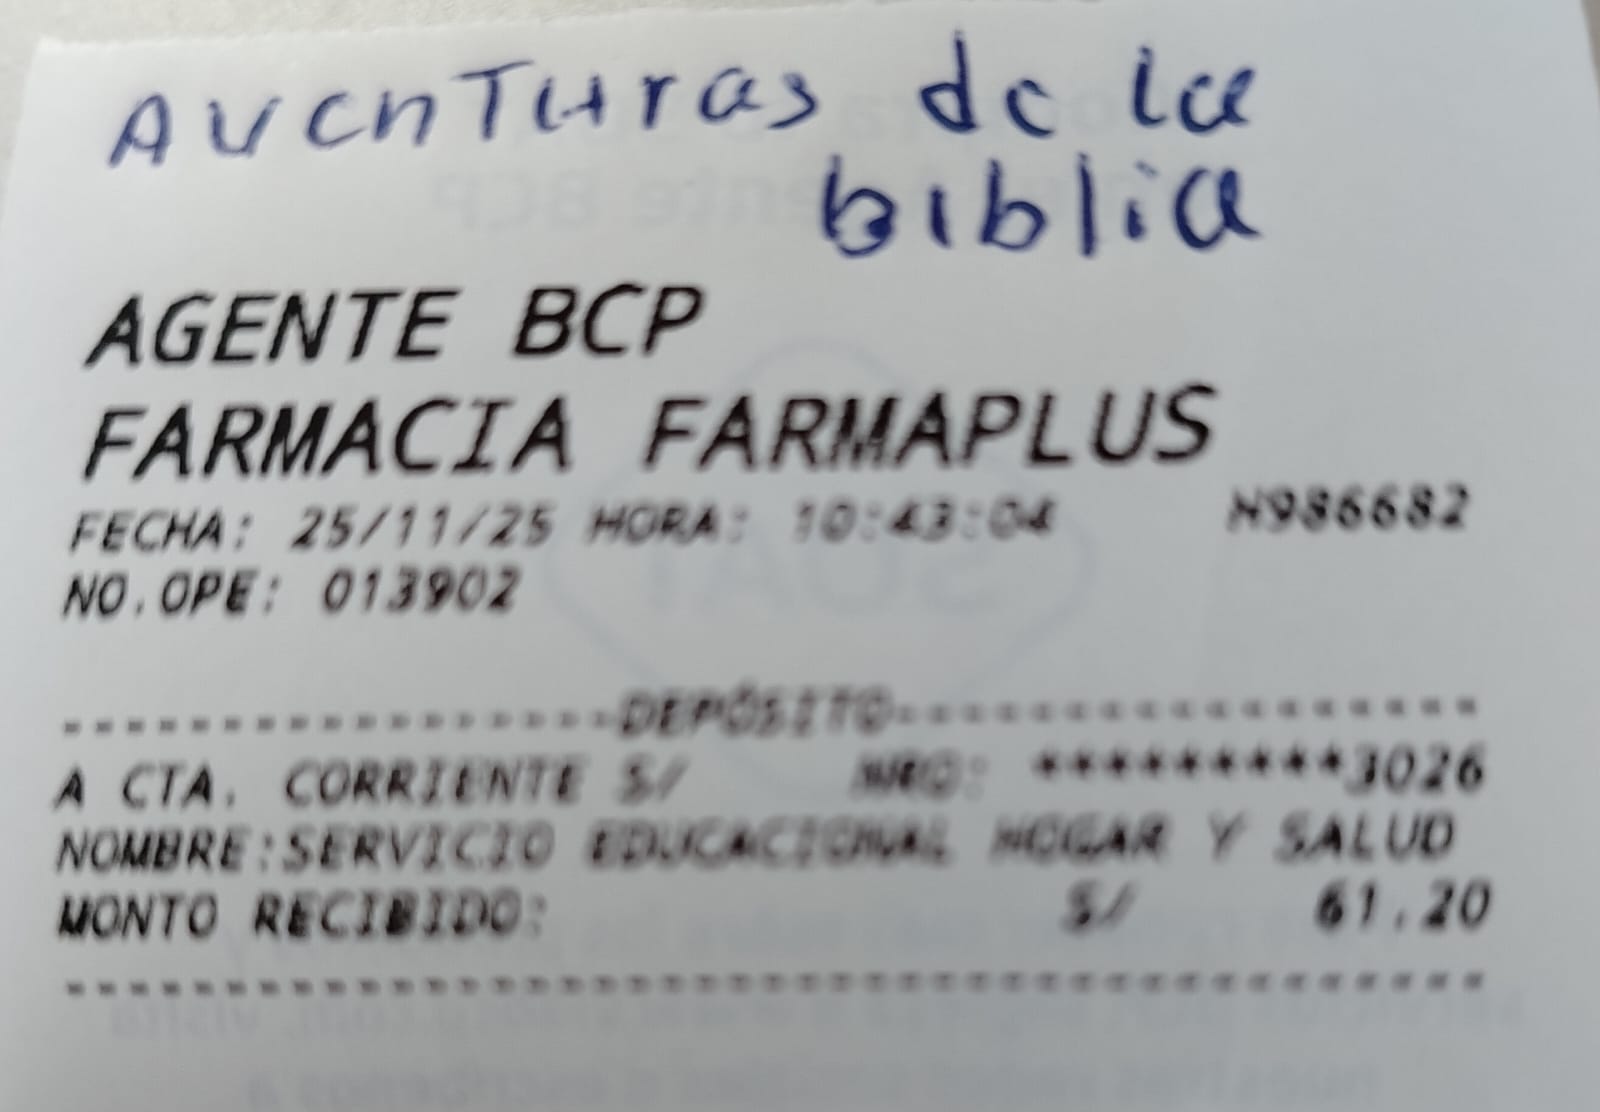 Aventuras de la
biblia
AGENTE BCP
FARMACIA FARMAPLUS
FECHA: 25/11/25 HORA: 10:43:04 H986682
NO.OPE: 013902
------------------DEPÓSITO------------------
A CTA. CORRIENTE S/ NRO: *********3026
NOMBRE:SERVICIO EDUCACIONAL HOGAR Y SALUD
MONTO RECIBIDO: S/ 61.20